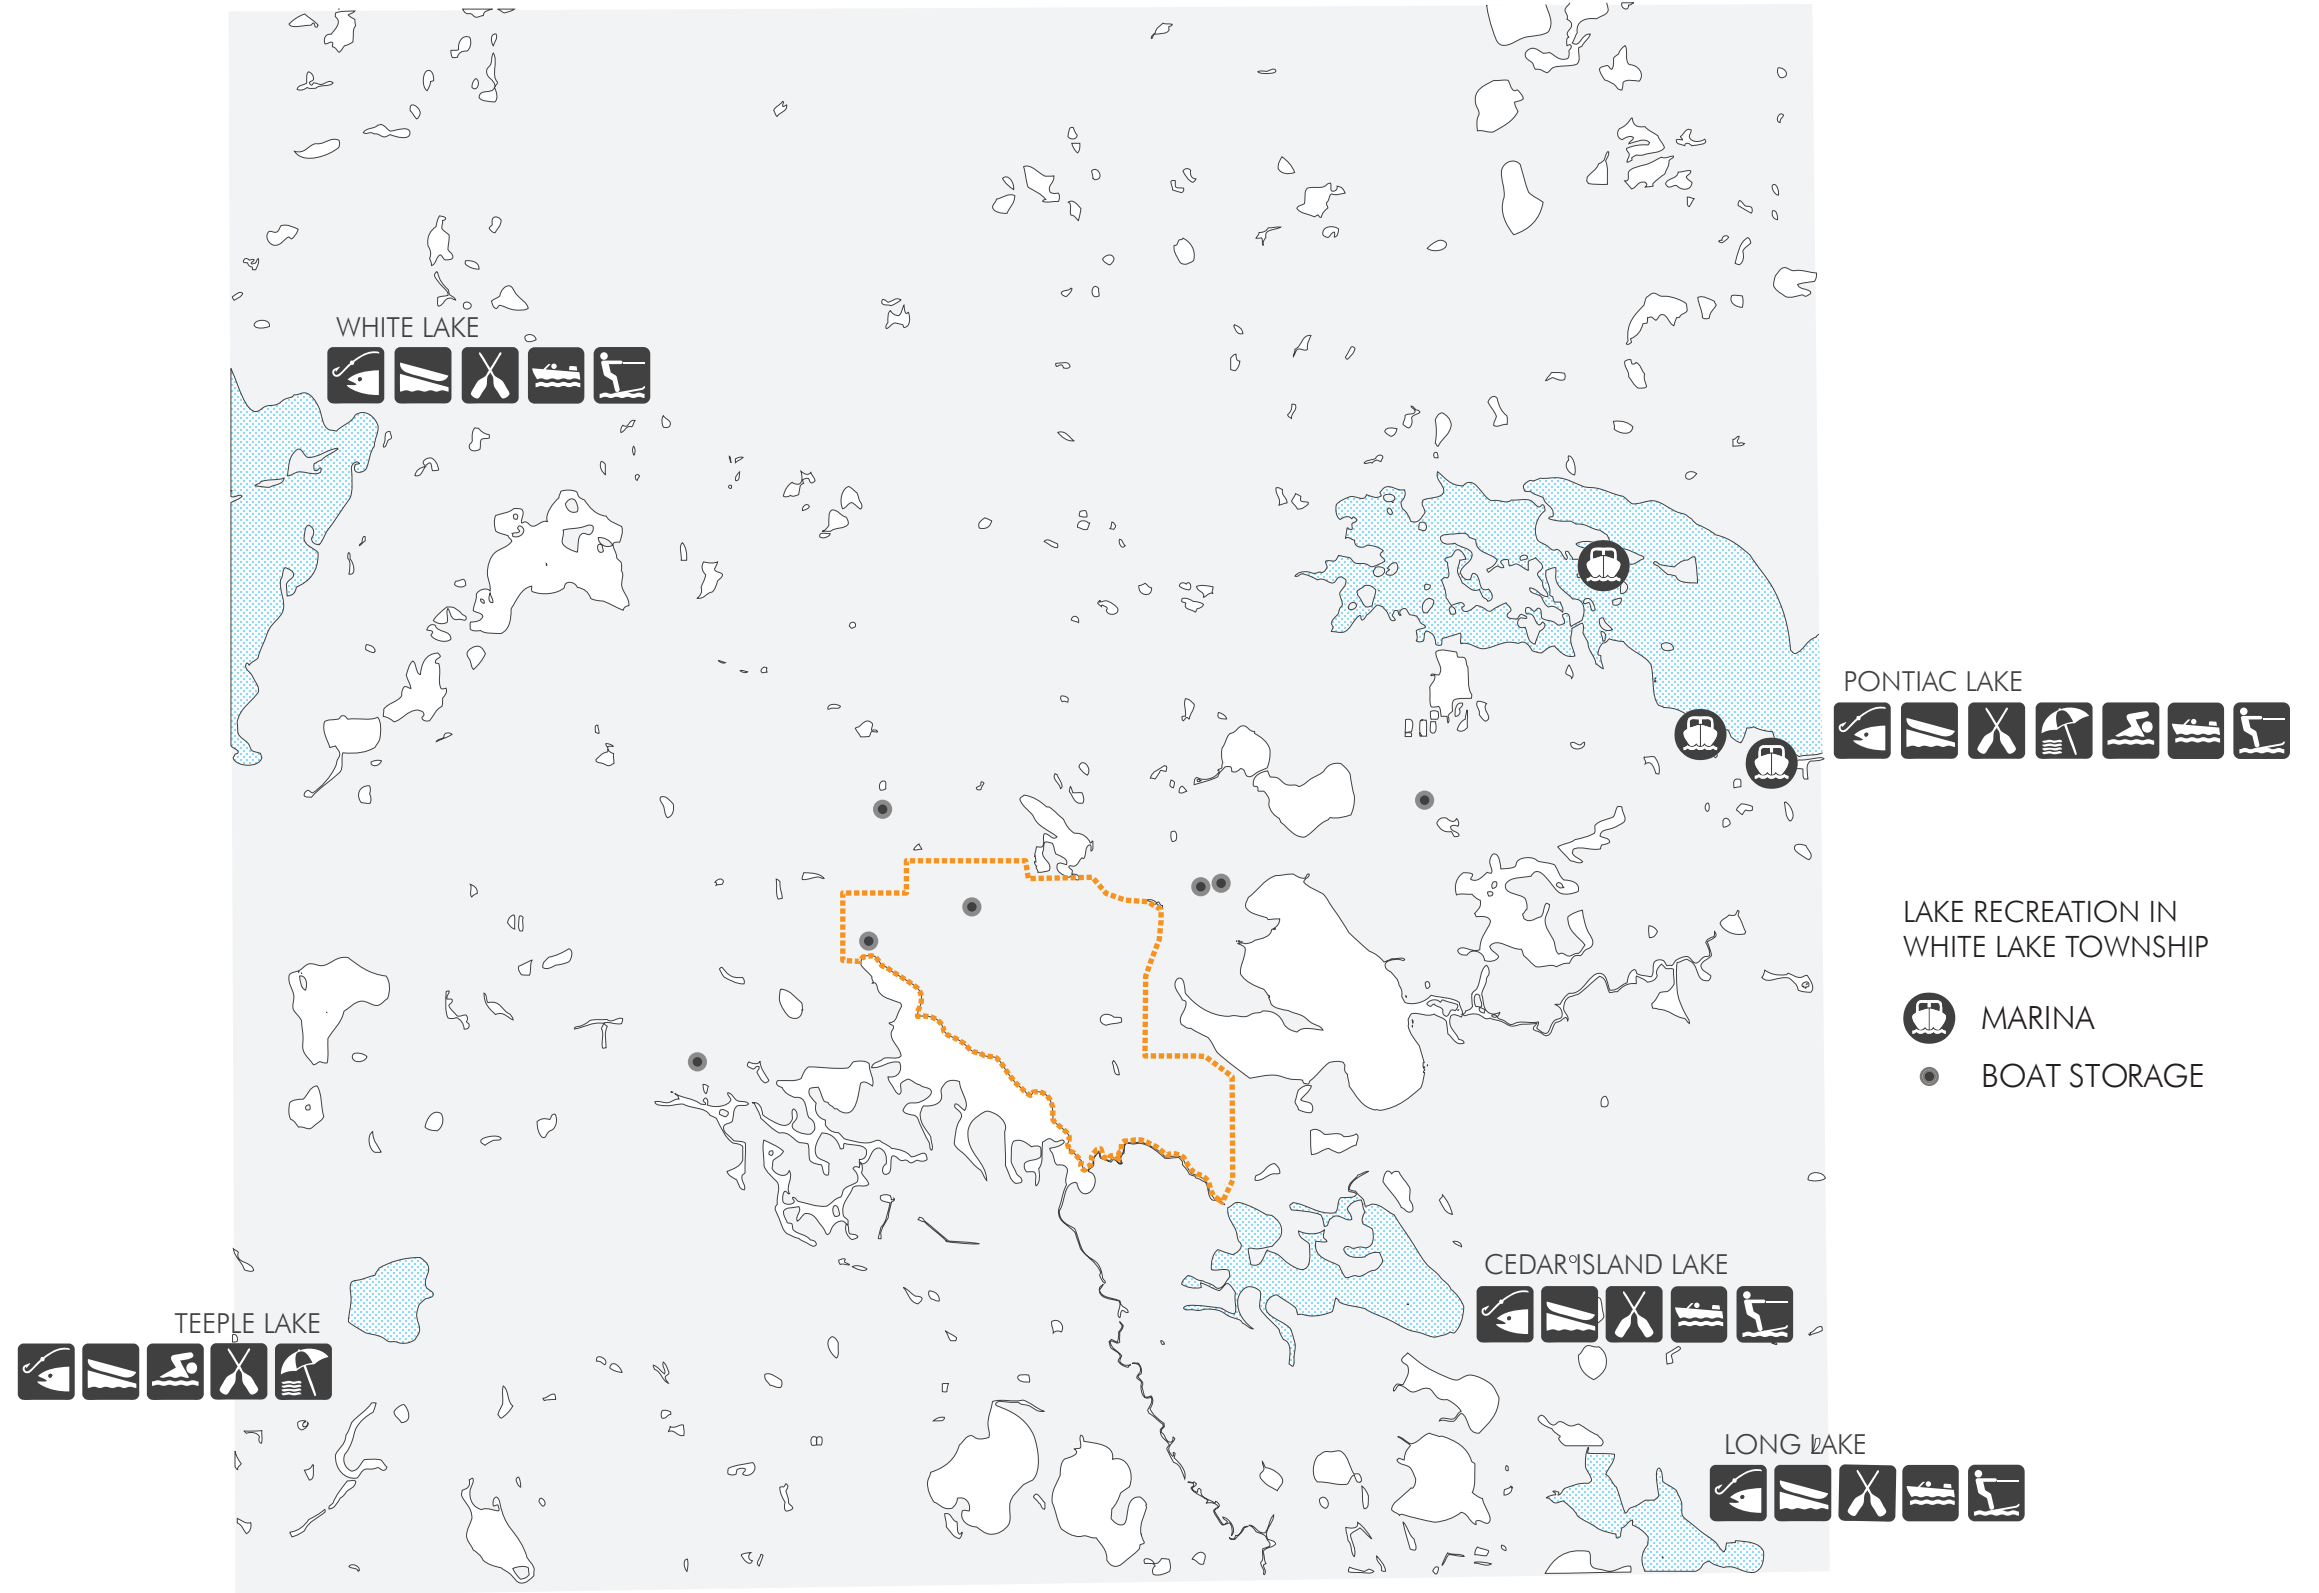 WHITE LAKE
PONTIAC LAKE
LAKE RECREATION IN
WHITE LAKE TOWNSHIP
MARINA
BOAT STORAGE
CEDAR ISLAND LAKE
TEEPLE LAKE
LONG LAKE